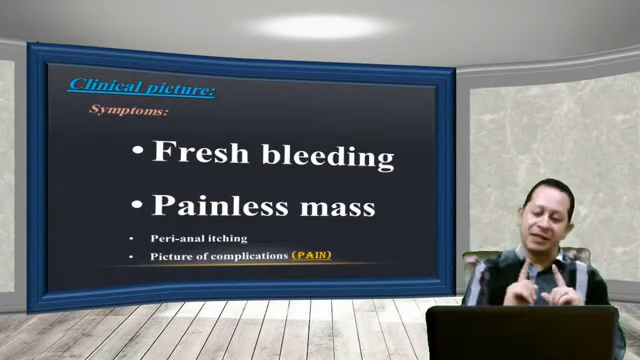 Clinical picture:
Symptoms:
• Fresh bleeding
• Painless mass
• Peri-anal itching
• Picture of complications (PAIN)